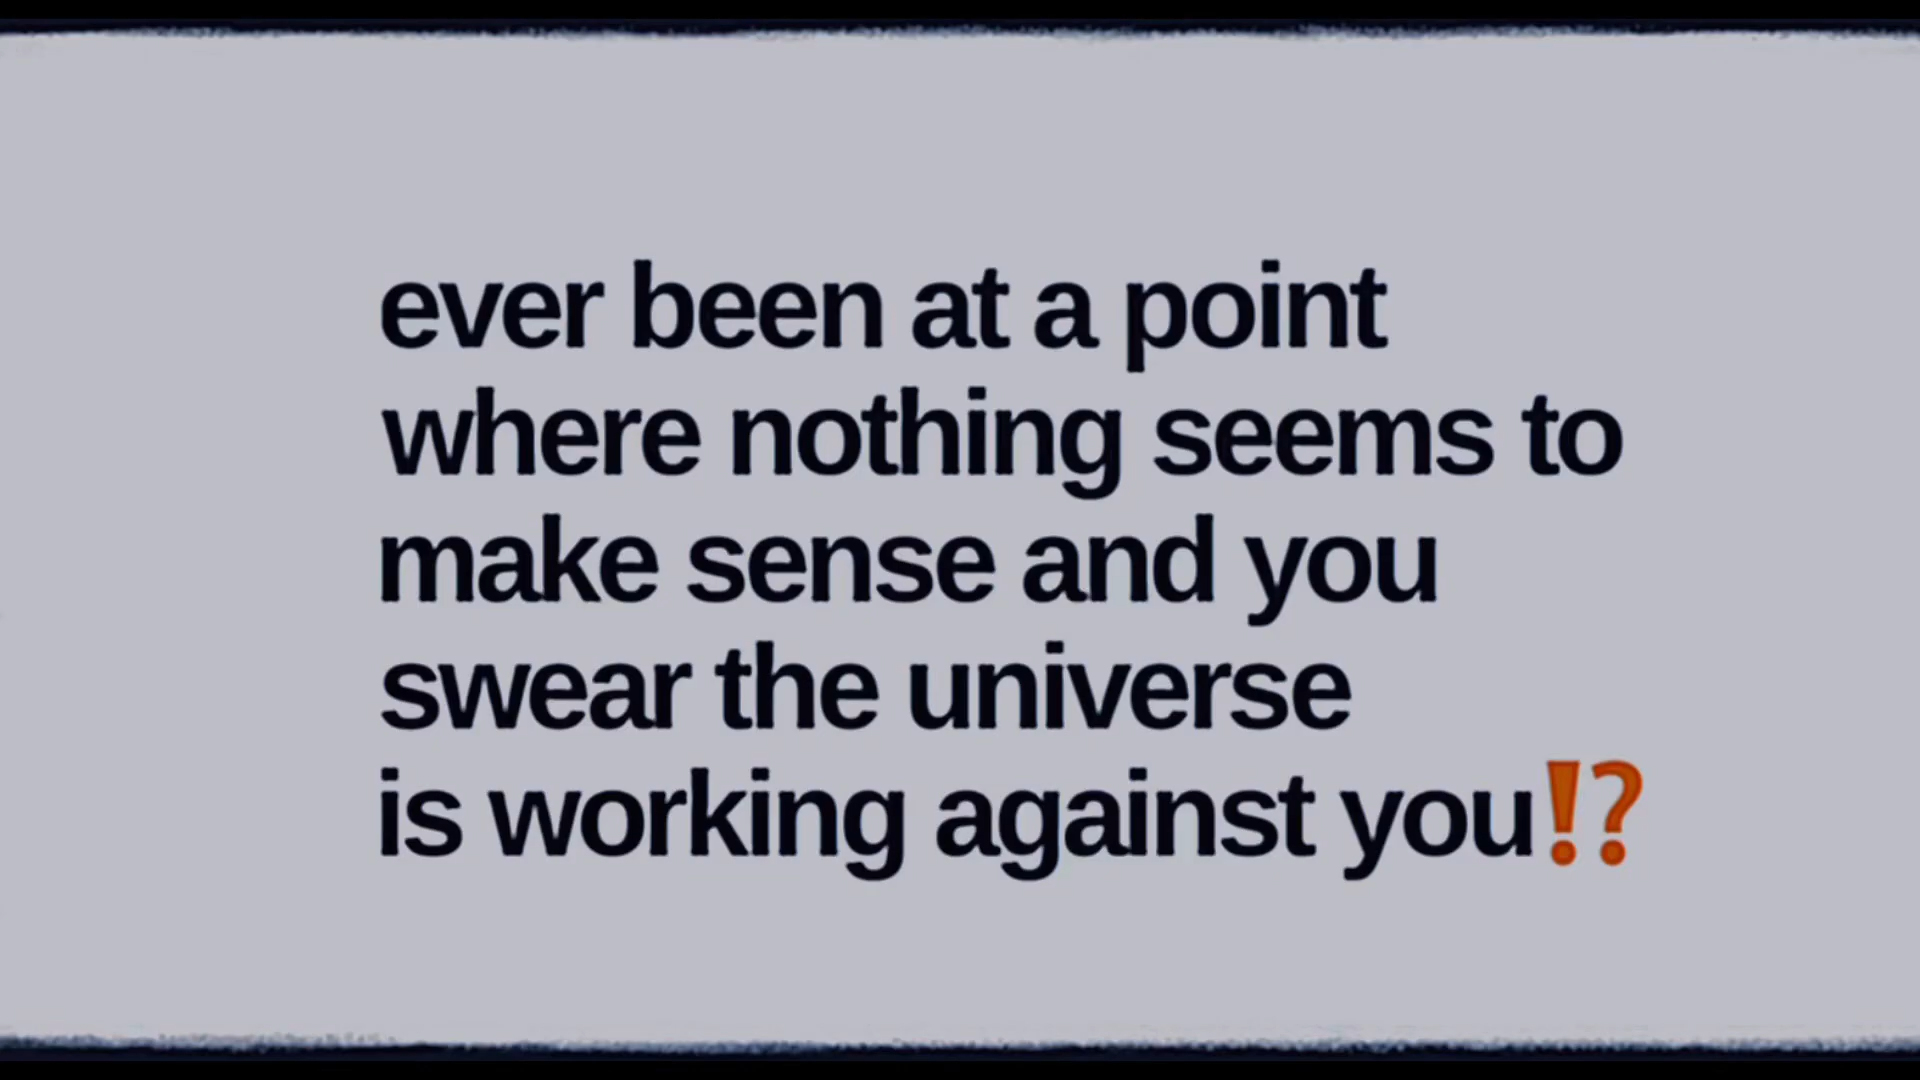 ever been at a point
where nothing seems to
make sense and you
swear the universe
is working against you⁉️